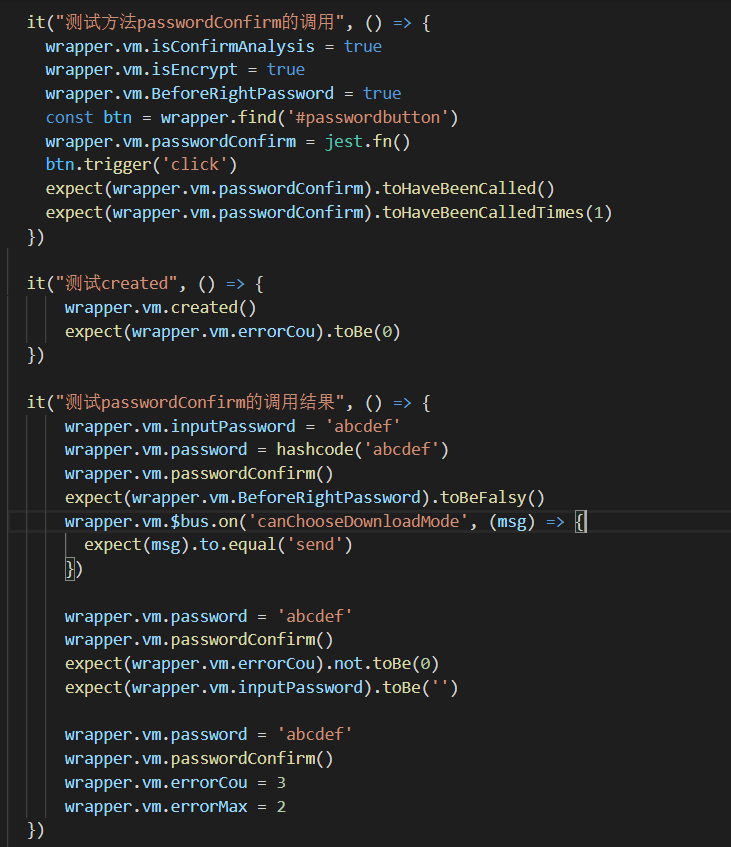 it("测试方法passwordConfirm的调用", () => {
wrapper.vm.isConfirmAnalysis = true
wrapper.vm.isEncrypt = true
wrapper.vm.BeforeRightPassword = true
const btn = wrapper.find('#passwordbutton')
wrapper.vm.passwordConfirm = jest.fn()
btn.trigger('click')
expect(wrapper.vm.passwordConfirm).toHaveBeenCalled()
expect(wrapper.vm.passwordConfirm).toHaveBeenCalledTimes(1)
})
it("测试created", () => {
wrapper.vm.created()
expect(wrapper.vm.errorCou).toBe(0)
})
it("测试passwordConfirm的调用结果", () => {
wrapper.vm.inputPassword = 'abcdef'
wrapper.vm.password = hashcode('abcdef')
wrapper.vm.passwordConfirm()
expect(wrapper.vm.BeforeRightPassword).toBeFalsy()
wrapper.vm.$bus.on('canChooseDownloadMode', (msg) => {
expect(msg).to.equal('send')
})
wrapper.vm.password = 'abcdef'
wrapper.vm.passwordConfirm()
expect(wrapper.vm.errorCou).not.toBe(0)
expect(wrapper.vm.inputPassword).toBe('')
wrapper.vm.password = 'abcdef'
wrapper.vm.passwordConfirm()
wrapper.vm.errorCou = 3
wrapper.vm.errorMax = 2
})